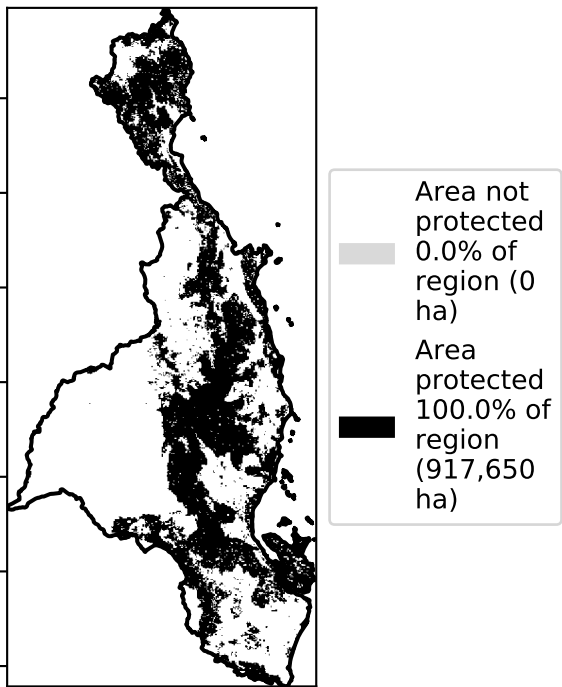 Area not
protected
0.0% of
region (0
ha)
Area
protected
100.0% of
region
(917,650
ha)